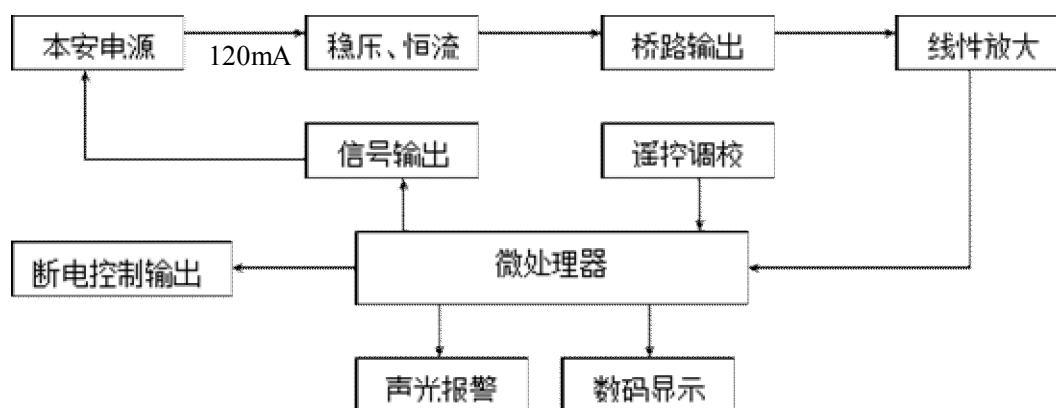 本安电源
120mA
稳压、恒流
桥路输出
线性放大
信号输出
遥控调校
断电控制输出
微处理器
声光报警
数码显示